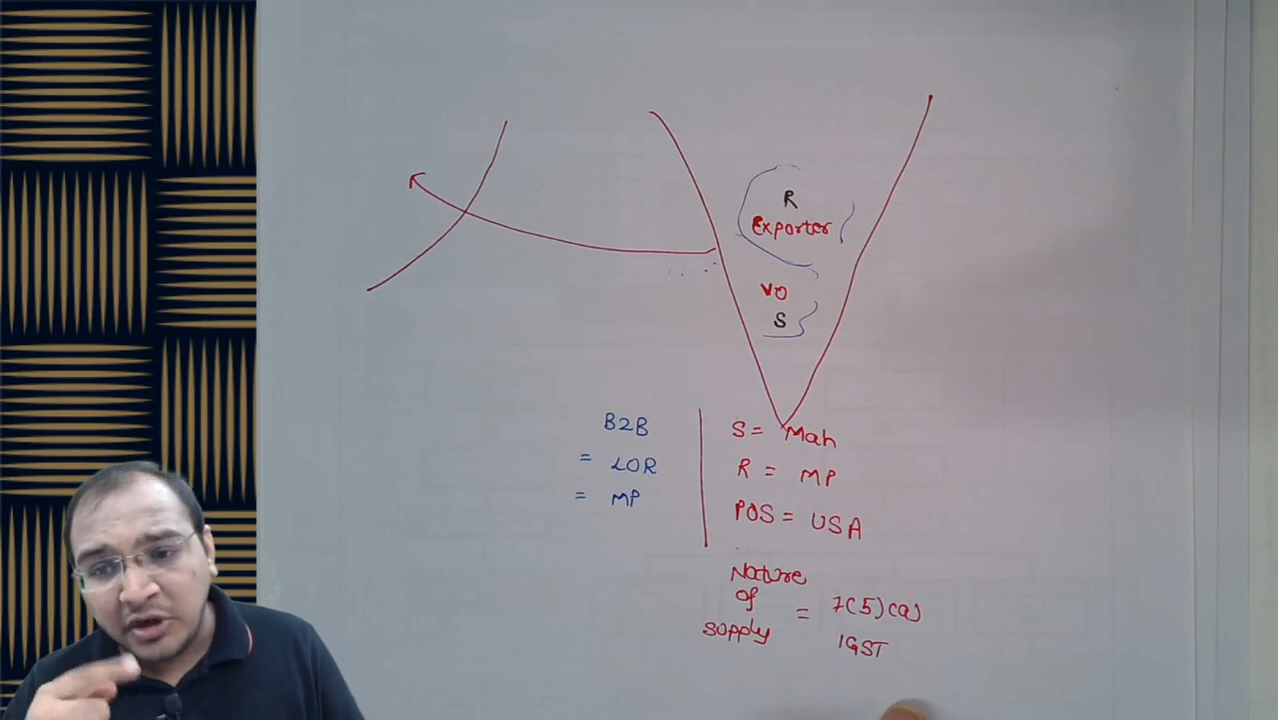 R
Exporter
VO
S
B2B
= LOR
= MP
S = Mah
R = MP
POS = USA
Nature
of
supply
= 7(5)(a)
IGST